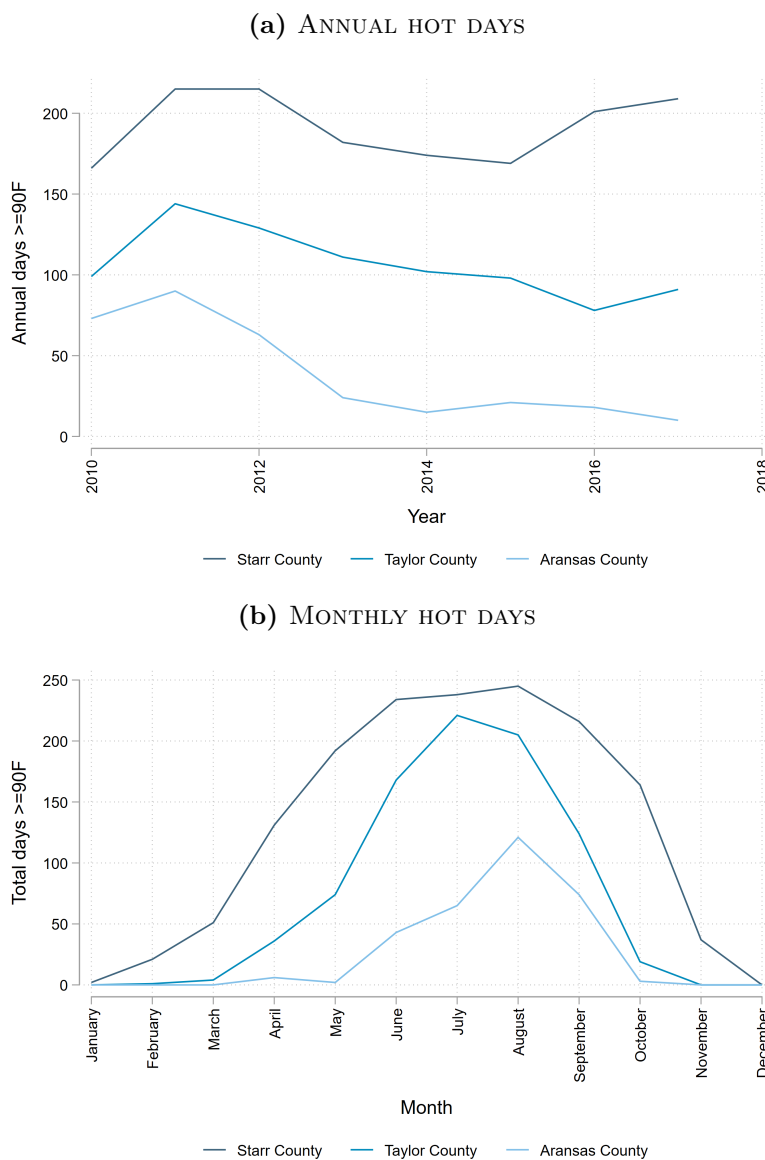 (a) Annual hot days
Annual days >=90F
200
150
100
50
0
2010
2012
2014
2016
2018
Year
Starr County
Taylor County
Aransas County
(b) Monthly hot days
Total days >=90F
250
200
150
100
50
0
January
February
March
April
May
June
July
August
September
October
November
December
Month
Starr County
Taylor County
Aransas County